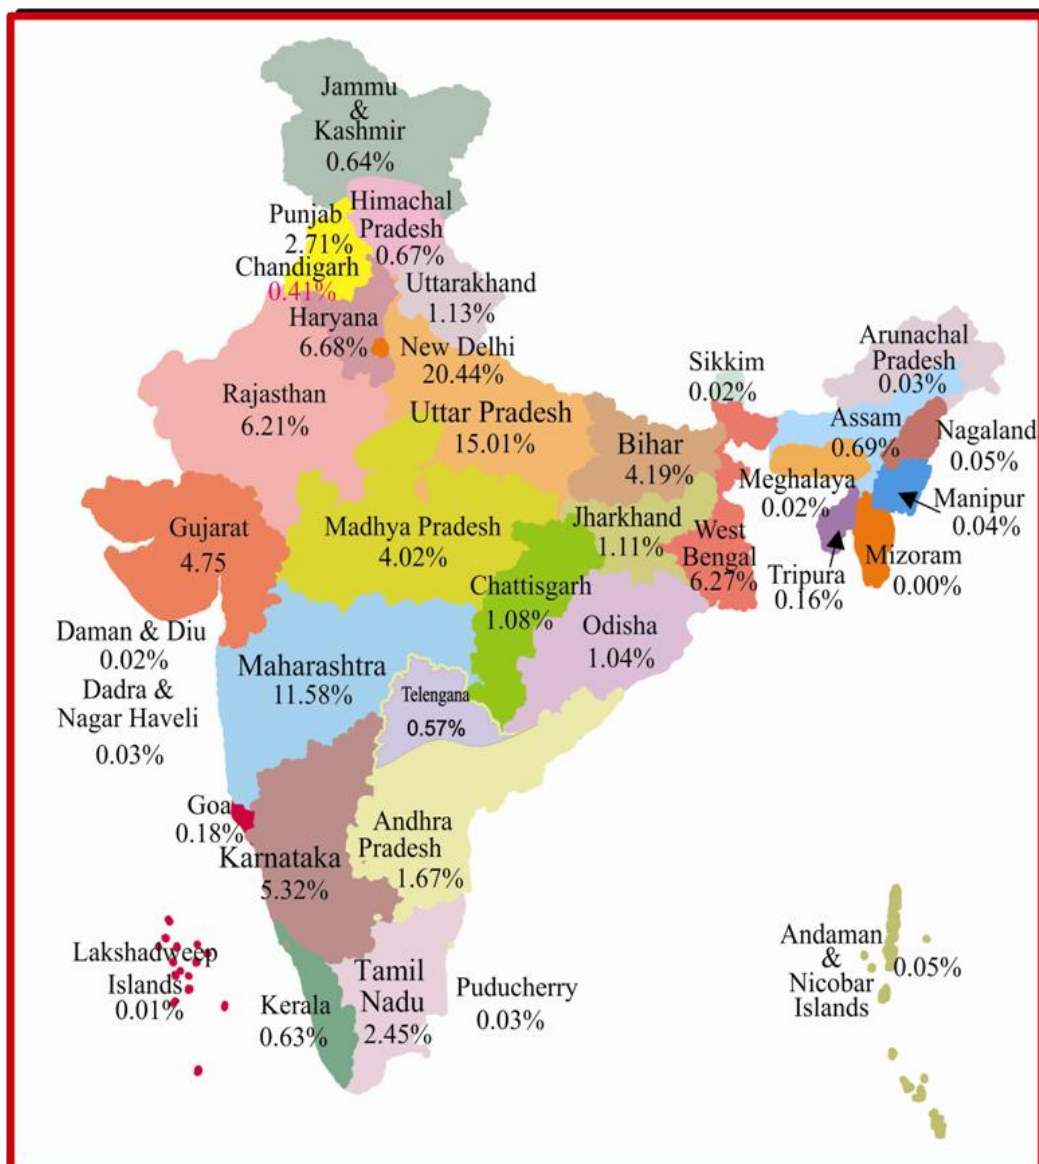 Jammu
&
Kashmir
0.64%
Himachal
Pradesh
0.67%
Punjab
2.71%
Chandigarh
0.41%
Uttarakhand
1.13%
Haryana
6.68%
New Delhi
20.44%
Rajasthan
6.21%
Uttar Pradesh
15.01%
Bihar
4.19%
Sikkim
0.02%
Arunachal
Pradesh
0.03%
Assam
0.69%
Nagaland
0.05%
Meghalaya
0.02%
Manipur
0.04%
Tripura
0.16%
Mizoram
0.00%
Gujarat
4.75
Madhya Pradesh
4.02%
Jharkhand
1.11%
West
Bengal
6.27%
Chattisgarh
1.08%
Odisha
1.04%
Daman & Diu
0.02%
Dadra &
Nagar Haveli
0.03%
Maharashtra
11.58%
Telengana
0.57%
Goa
0.18%
Karnataka
5.32%
Andhra
Pradesh
1.67%
Lakshadweep
Islands
0.01%
Kerala
0.63%
Tamil
Nadu
2.45%
Puducherry
0.03%
Andaman
&
Nicobar
Islands
0.05%